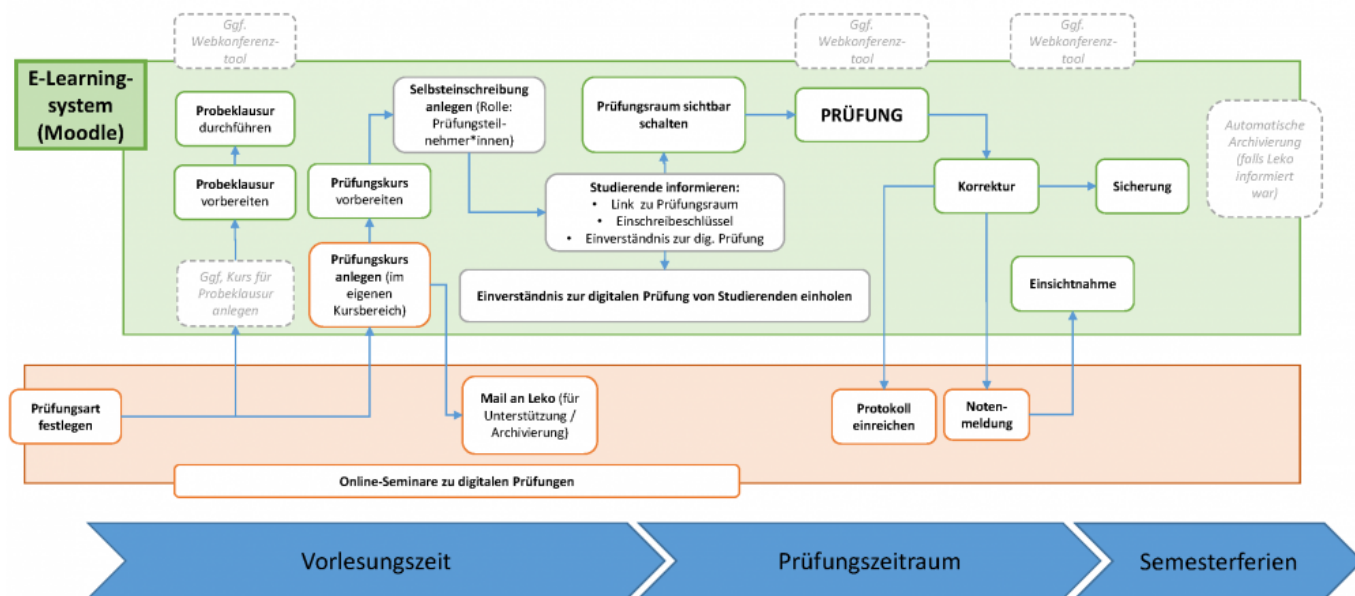 Ggf.
Webkonferenz-
tool
Ggf.
Webkonferenz-
tool
Ggf.
Webkonferenz-
tool
E-Learning-
system
(Moodle)
Probeklausur
durchführen
Probeklausur
vorbereiten
Ggf, Kurs für
Probeklausur
anlegen
Selbsteinschreibung
anlegen (Rolle:
Prüfungsteil-
nehmer*innen)
Prüfungskurs
vorbereiten
Prüfungskurs
anlegen (im
eigenen
Kursbereich)
Prüfungsraum sichtbar
schalten
Studierende informieren:
• Link zu Prüfungsraum
• Einschreibeschlüssel
• Einverständnis zur dig. Prüfung
Einverständnis zur digitalen Prüfung von Studierenden einholen
PRÜFUNG
Korrektur
Sicherung
Einsichtnahme
Automatische
Archivierung
(falls Leko
informiert
war)
Prüfungsart
festlegen
Mail an Leko (für
Unterstützung /
Archivierung)
Protokoll
einreichen
Noten-
meldung
Online-Seminare zu digitalen Prüfungen
Vorlesungszeit
Prüfungszeitraum
Semesterferien